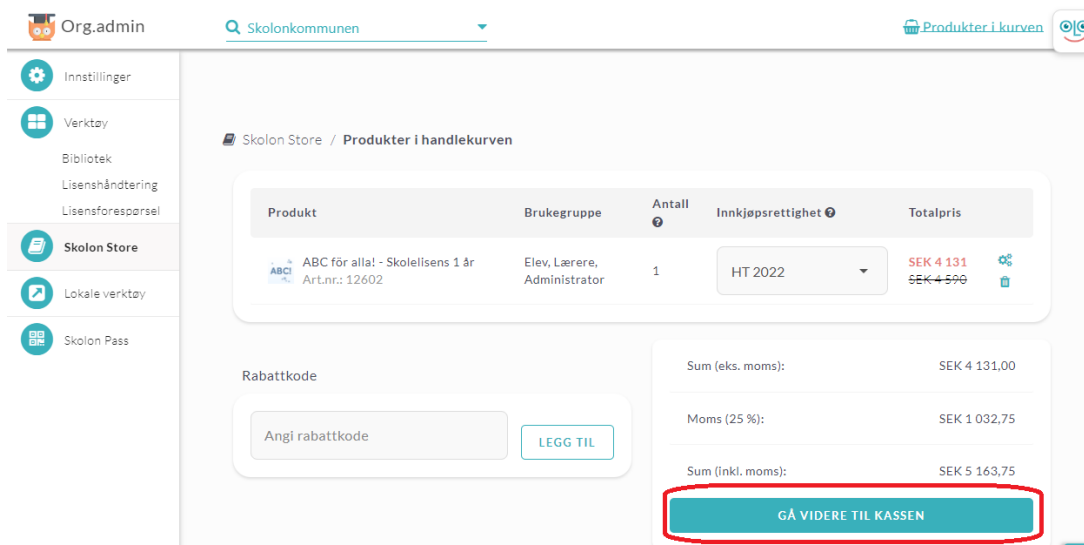 Org.admin
Skolonkommunen
Produkter i kurven
Innstillinger
Verktøy
Bibliotek
Lisenshåndtering
Lisensforespørsel
Skolon Store
Lokale verktøy
Skolon Pass
Skolon Store / Produkter i handlekurven
Produkt Brukegruppe Antall Innkjøpsrettighet Totalpris
ABC!
ABC för alla! - Skolelisens 1 år
Art.nr.: 12602
Elev, Lærere,
Administrator
1
HT 2022
SEK 4 131
SEK 4 590
Rabattkode
Angi rabattkode
LEGG TIL
Sum (eks. moms): SEK 4 131,00
Moms (25 %): SEK 1 032,75
Sum (inkl. moms): SEK 5 163,75
GÅ VIDERE TIL KASSEN